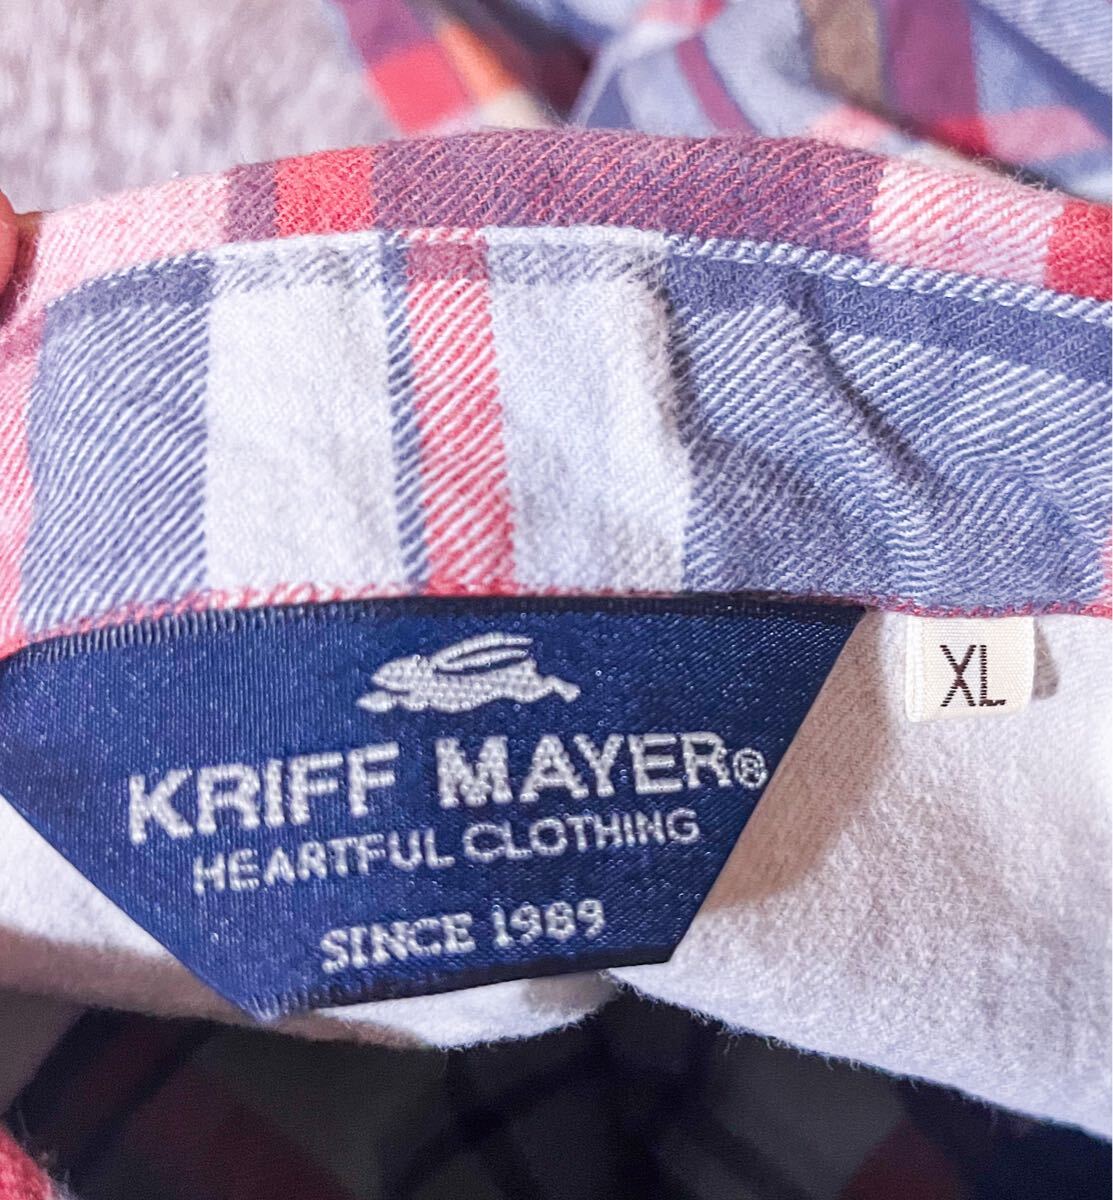 KRIFF MAYER®
HEARTFUL CLOTHING
SINCE 1989
XL